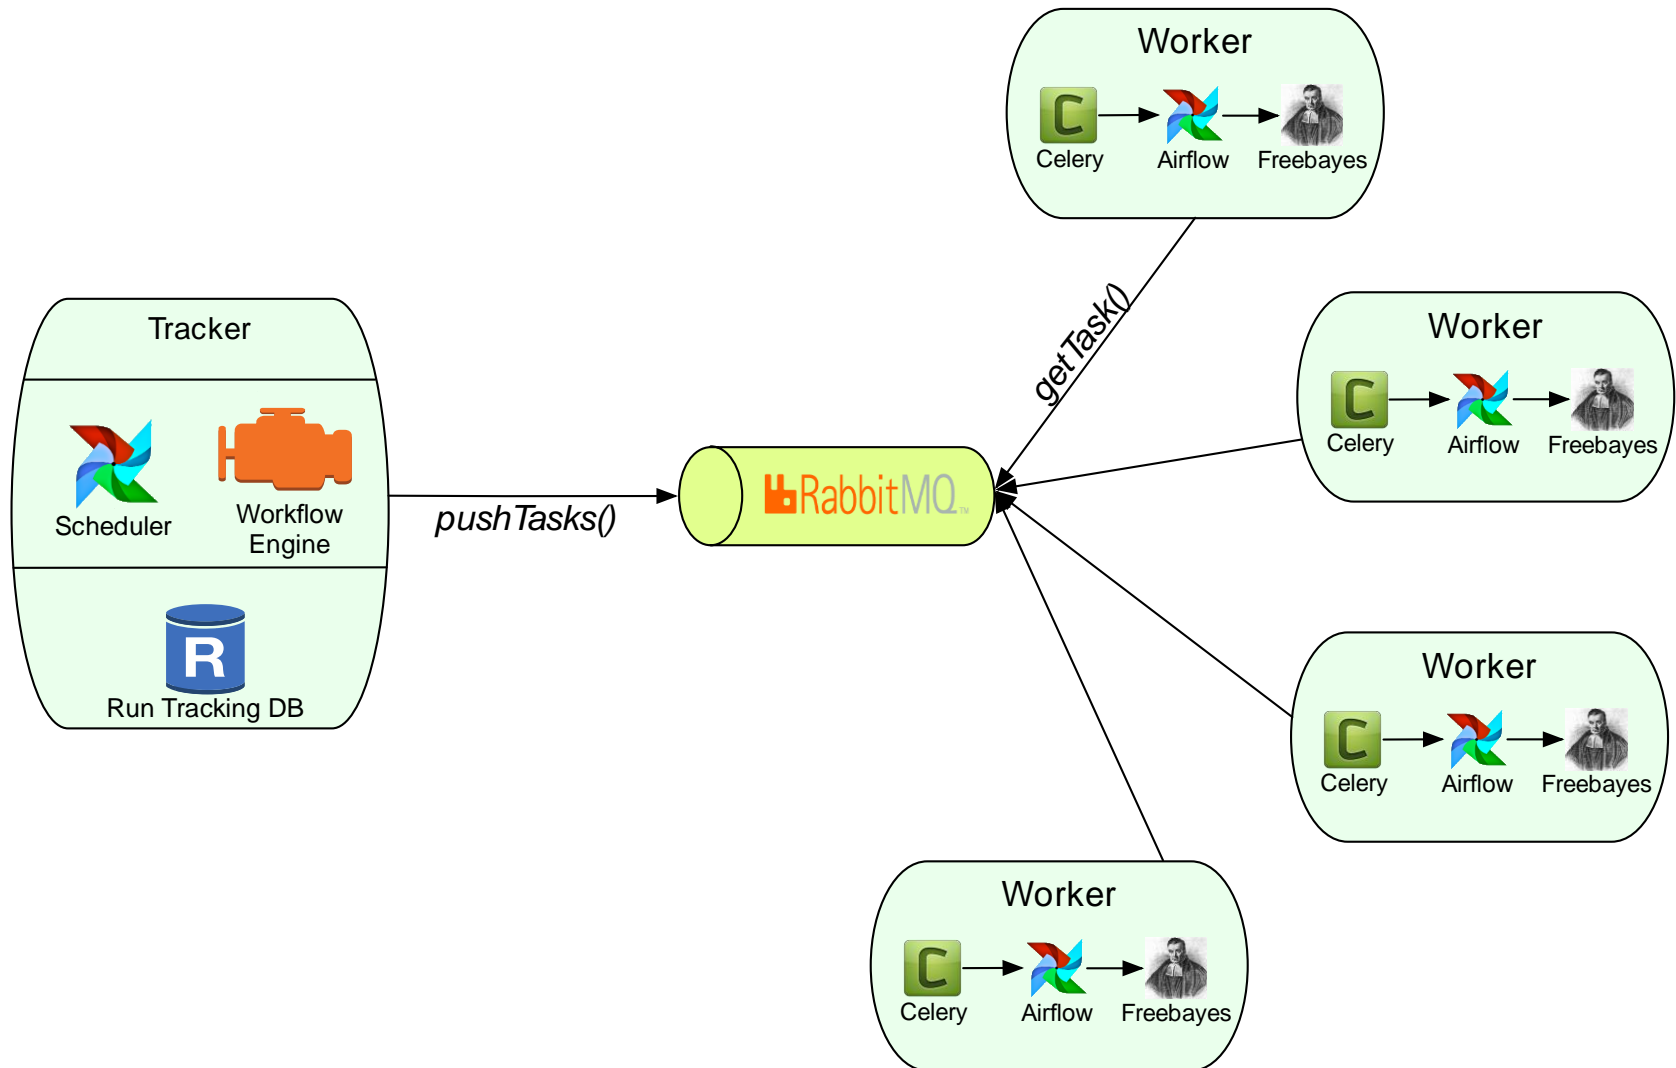 Worker
Celery
Airflow
Freebayes
getTask()
Tracker
Scheduler
Workflow
Engine
R
Run Tracking DB
pushTasks()
RabbitMQ™
Worker
Celery
Airflow
Freebayes
Worker
Celery
Airflow
Freebayes
Worker
Celery
Airflow
Freebayes